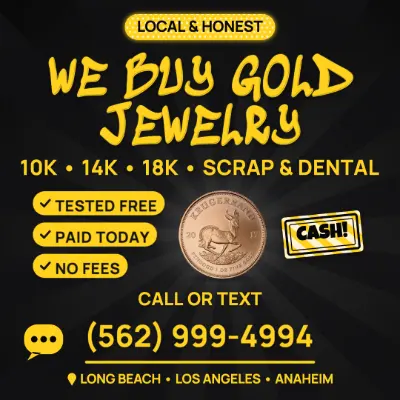 LOCAL & HONEST
WE BUY GOLD
JEWELRY
10K • 14K • 18K • SCRAP & DENTAL
TESTED FREE
PAID TODAY
NO FEES
KRUGERRAND
CASH!
CALL OR TEXT
(562) 999-4994
LONG BEACH • LOS ANGELES • ANAHEIM